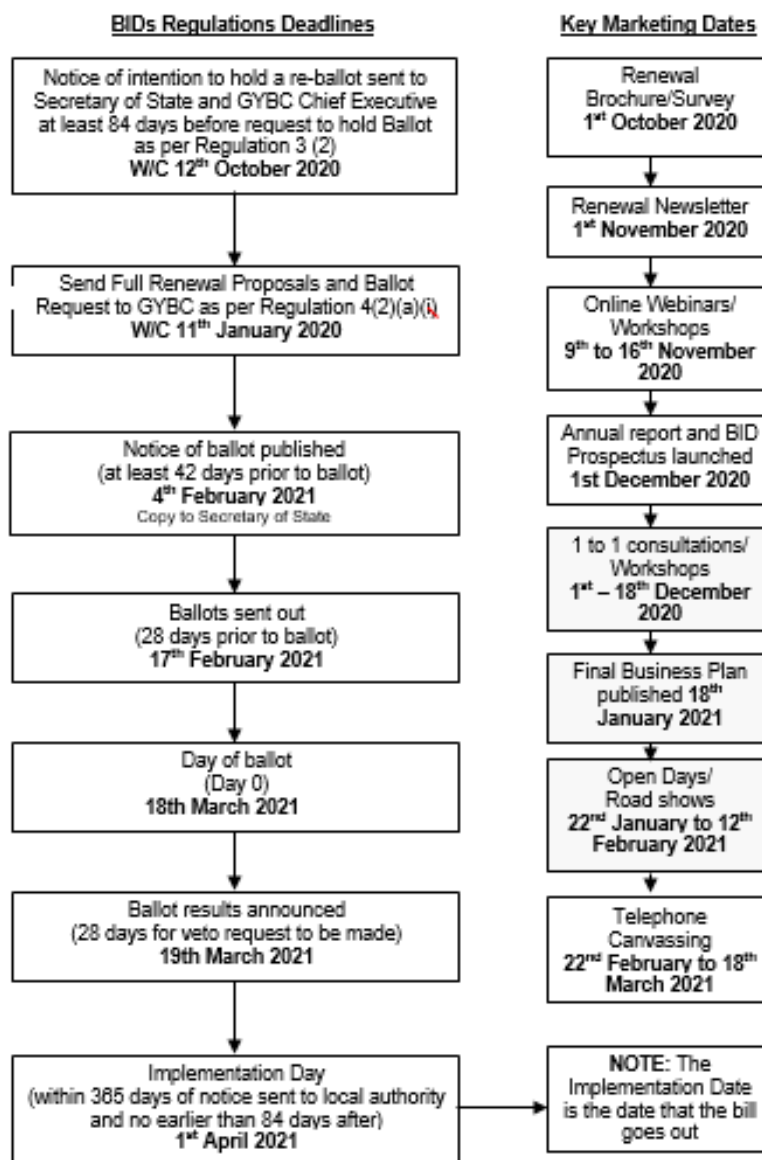 BIDs Regulations Deadlines
Notice of intention to hold a re-ballot sent to
Secretary of State and GYBC Chief Executive
at least 84 days before request to hold Ballot
as per Regulation 3 (2)
W/C 12th October 2020
Send Full Renewal Proposals and Ballot
Request to GYBC as per Regulation 4(2)(a)(i)
W/C 11th January 2020
Notice of ballot published
(at least 42 days prior to ballot)
4th February 2021
Copy to Secretary of State
Ballots sent out
(28 days prior to ballot)
17th February 2021
Day of ballot
(Day 0)
18th March 2021
Ballot results announced
(28 days for veto request to be made)
19th March 2021
Implementation Day
(within 365 days of notice sent to local authority
and no earlier than 84 days after)
1st April 2021
Key Marketing Dates
Renewal
Brochure/Survey
1st October 2020
Renewal Newsletter
1st November 2020
Online Webinars/
Workshops
9th to 16th November
2020
Annual report and BID
Prospectus launched
1st December 2020
1 to 1 consultations/
Workshops
1st – 18th December
2020
Final Business Plan
published 18th
January 2021
Open Days/
Road shows
22nd January to 12th
February 2021
Telephone
Canvassing
22nd February to 18th
March 2021
NOTE: The
Implementation Date
is the date that the bill
goes out